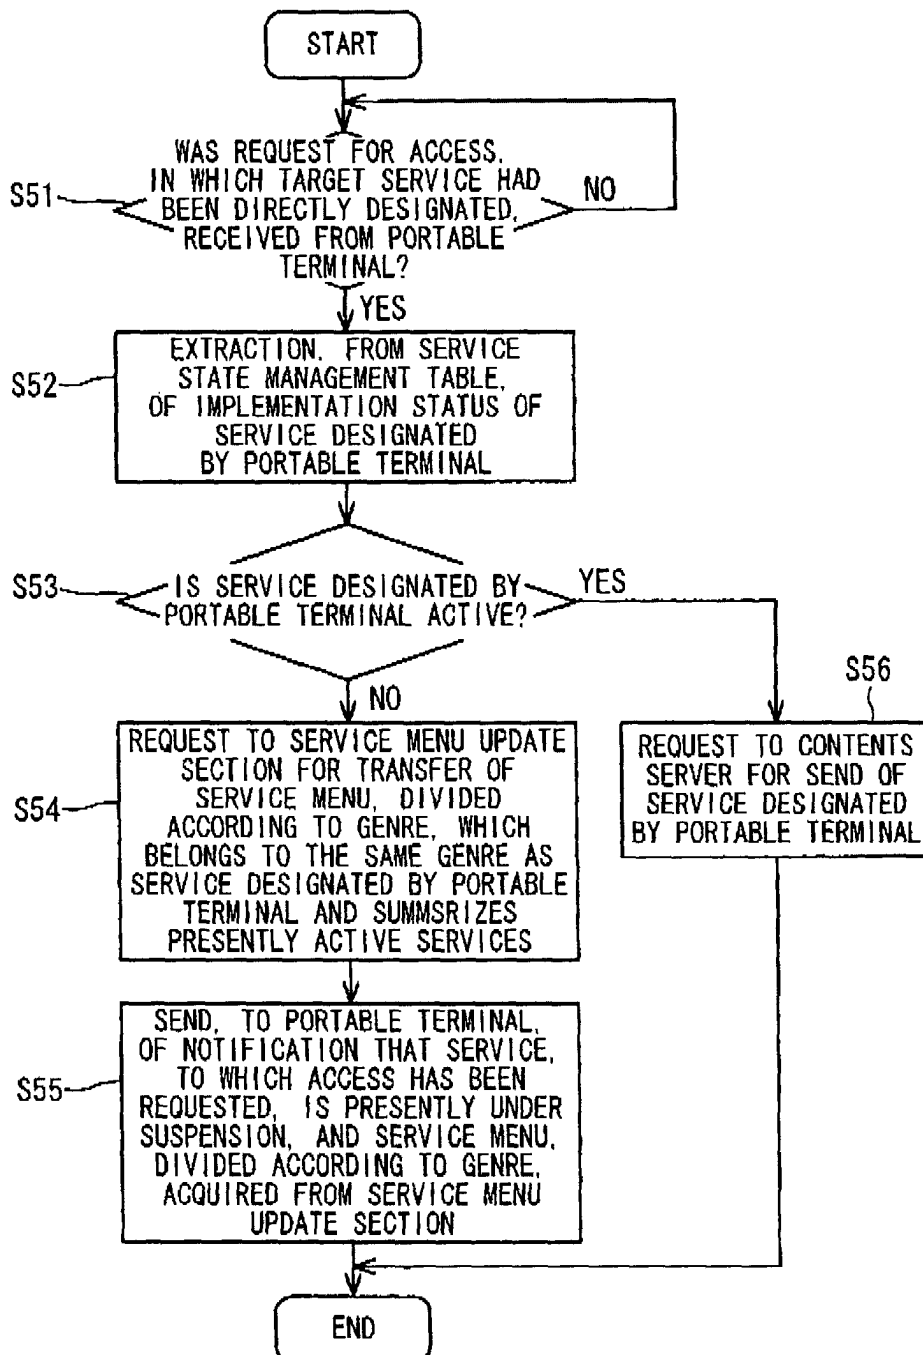 START
WAS REQUEST FOR ACCESS,
IN WHICH TARGET SERVICE HAD
BEEN DIRECTLY DESIGNATED,
RECEIVED FROM PORTABLE
TERMINAL?
S51
NO
YES
EXTRACTION, FROM SERVICE
STATE MANAGEMENT TABLE,
OF IMPLEMENTATION STATUS OF
SERVICE DESIGNATED
BY PORTABLE TERMINAL
S52
IS SERVICE DESIGNATED BY
PORTABLE TERMINAL ACTIVE?
S53
YES
NO
S56
REQUEST TO CONTENTS
SERVER FOR SEND OF
SERVICE DESIGNATED
BY PORTABLE TERMINAL
REQUEST TO SERVICE MENU UPDATE
SECTION FOR TRANSFER OF
SERVICE MENU, DIVIDED
ACCORDING TO GENRE, WHICH
BELONGS TO THE SAME GENRE AS
SERVICE DESIGNATED BY PORTABLE
TERMINAL AND SUMMSRIZES
PRESENTLY ACTIVE SERVICES
S54
SEND, TO PORTABLE TERMINAL,
OF NOTIFICATION THAT SERVICE,
TO WHICH ACCESS HAS BEEN
REQUESTED, IS PRESENTLY UNDER
SUSPENSION, AND SERVICE MENU,
DIVIDED ACCORDING TO GENRE,
ACQUIRED FROM SERVICE MENU
UPDATE SECTION
S55
END